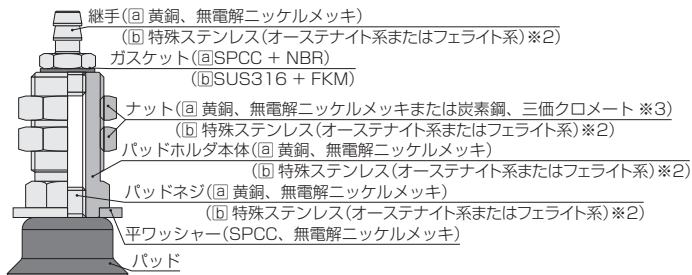 継手(ⓐ 黄銅、無電解ニッケルメッキ)
(ⓑ 特殊ステンレス(オーステナイト系またはフェライト系)※2)
ガスケット(ⓐSPCC + NBR)
(ⓑSUS316 + FKM)
ナット(ⓐ 黄銅、無電解ニッケルメッキまたは炭素鋼、三価クロメート ※3)
(ⓑ 特殊ステンレス(オーステナイト系またはフェライト系)※2)
パッドホルダ本体(ⓐ 黄銅、無電解ニッケルメッキ)
(ⓑ 特殊ステンレス(オーステナイト系またはフェライト系)※2)
パッドネジ(ⓐ 黄銅、無電解ニッケルメッキ)
(ⓑ 特殊ステンレス(オーステナイト系またはフェライト系)※2)
平ワッシャー(SPCC、無電解ニッケルメッキ)
パッド